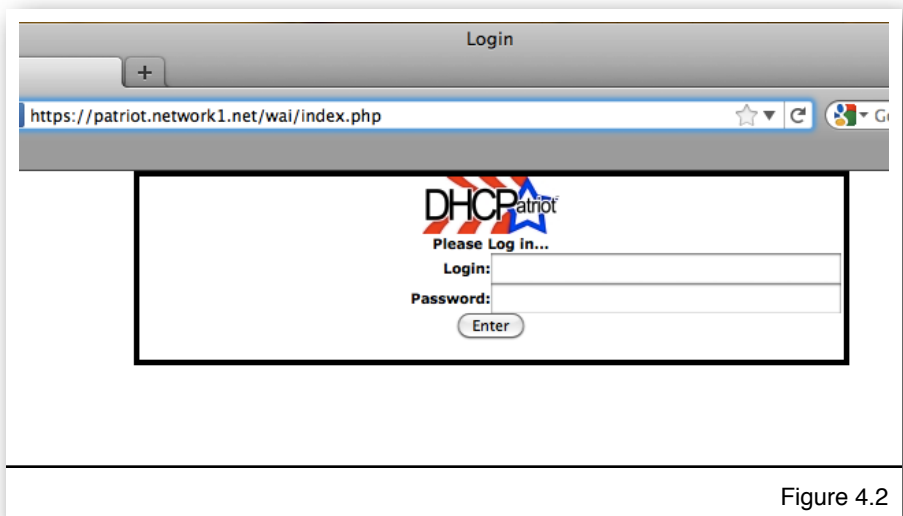 Login
+
https://patriot.network1.net/wai/index.php
DHCPatriot
Please Log in...
Login:
Password:
Enter
Figure 4.2